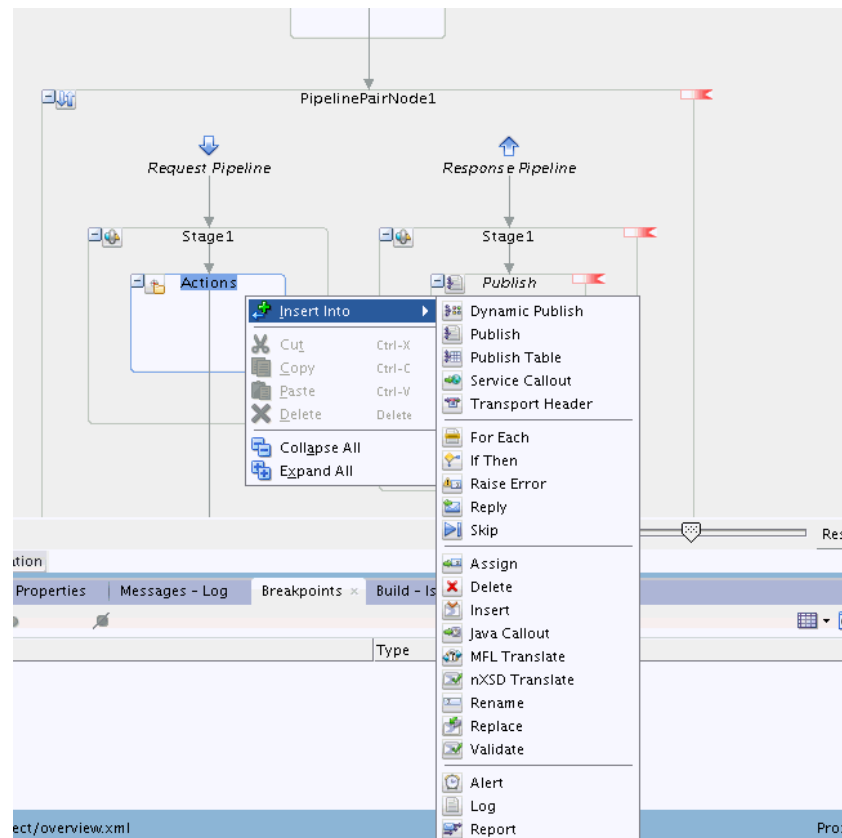 PipelinePairNode1
Request Pipeline
Response Pipeline
Stage1
Stage1
Actions
Publish
Insert Into
Cut Ctrl-X
Copy Ctrl-C
Paste Ctrl-V
Delete Delete
Collapse All
Expand All
Dynamic Publish
Publish
Publish Table
Service Callout
Transport Header
For Each
If Then
Raise Error
Reply
Skip
Assign
Delete
Insert
Java Callout
MFL Translate
nXSD Translate
Rename
Replace
Validate
Alert
Log
Report
Res
tion
Properties Messages - Log Breakpoints × Build - Is
Type
ect/overview.xml Pro